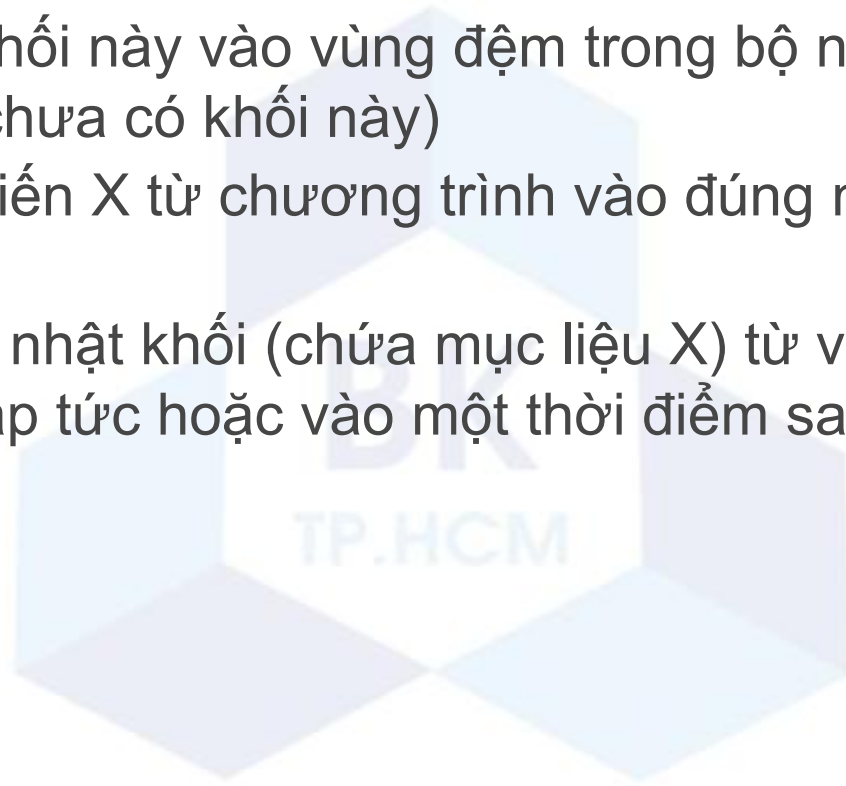 hối này vào vùng đệm trong bộ n
chưa có khối này)
iến X từ chương trình vào đúng
nhật khối (chứa mục liệu X) từ v
ập tức hoặc vào một thời điểm sa
BK
TP.HCM